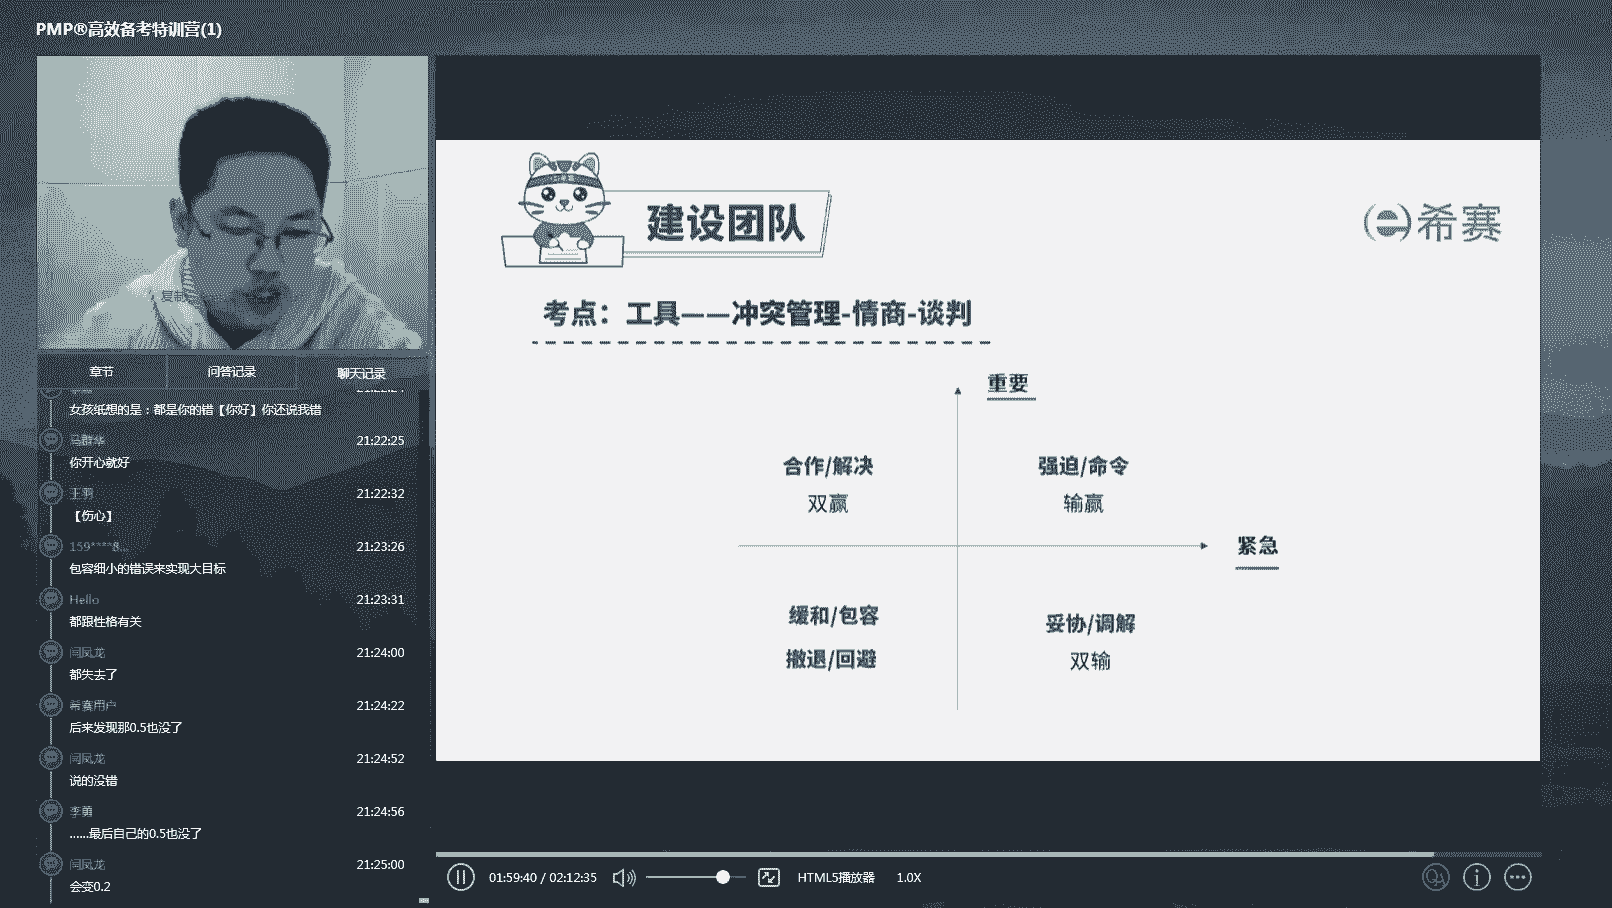 PMP®高效备考特训营(1)
复制
章节
问答记录
聊天记录
女孩纸想的是：都是你的错【你好】你还说我错
马群华
21:22:25
你开心就好
王羽
21:22:32
【伤心】
159****8...
21:23:26
包容细小的错误来实现大目标
Hello
21:23:31
都跟性格有关
闫凤龙
21:24:00
都失去了
希赛用户
21:24:22
后来发现那0.5也没了
闫凤龙
21:24:52
说的没错
李勇
21:24:56
......最后自己的0.5也没了
闫凤龙
21:25:00
会变0.2
建设团队
希赛
考点：工具——冲突管理-情商-谈判
重要
合作/解决
双赢
强迫/命令
输赢
紧急
缓和/包容
撤退/回避
妥协/调解
双输
01:59:40 / 02:12:35
HTML5播放器
1.0X